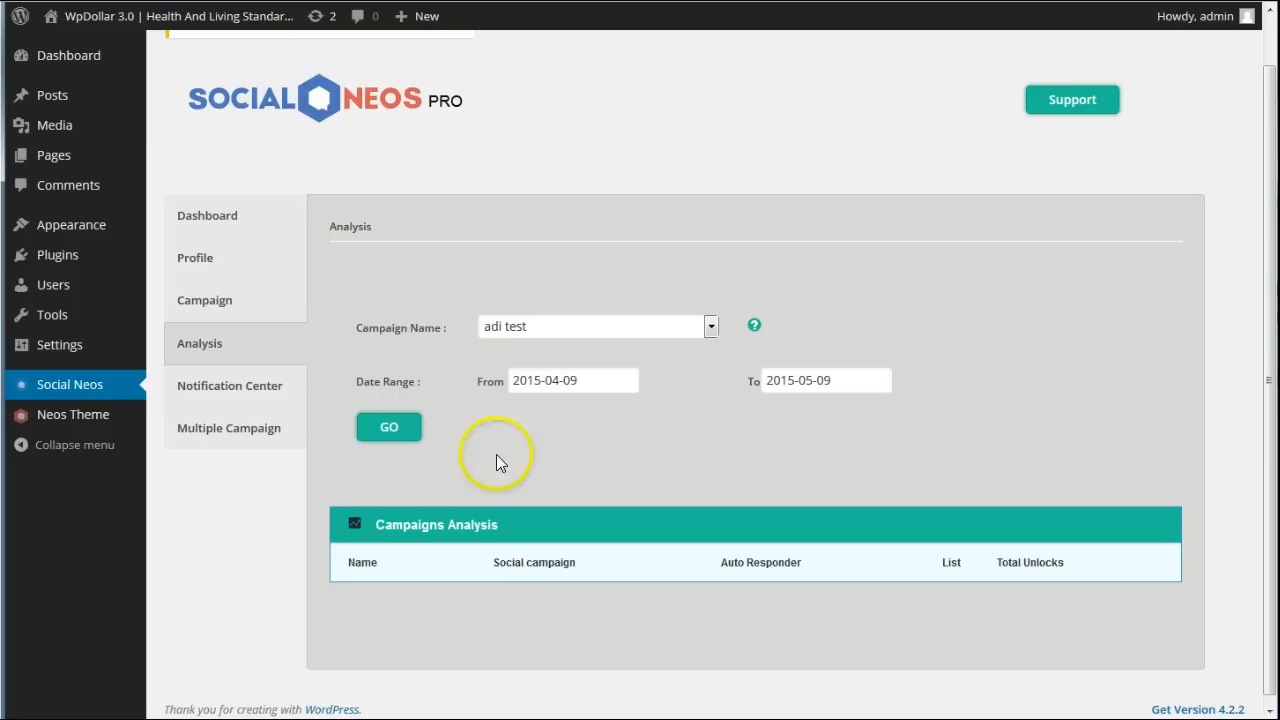 WpDollar 3.0 | Health And Living Standar... 2 0 New Howdy, admin
Dashboard
Posts
Media
Pages
Comments
Appearance
Plugins
Users
Tools
Settings
Social Neos
Neos Theme
Collapse menu
SOCIAL NEOS PRO
Support
Dashboard
Profile
Campaign
Analysis
Notification Center
Multiple Campaign
Analysis
Campaign Name : adi test ?
Date Range : From 2015-04-09 To 2015-05-09
GO
Campaigns Analysis
Name Social campaign Auto Responder List Total Unlocks
Thank you for creating with WordPress. Get Version 4.2.2